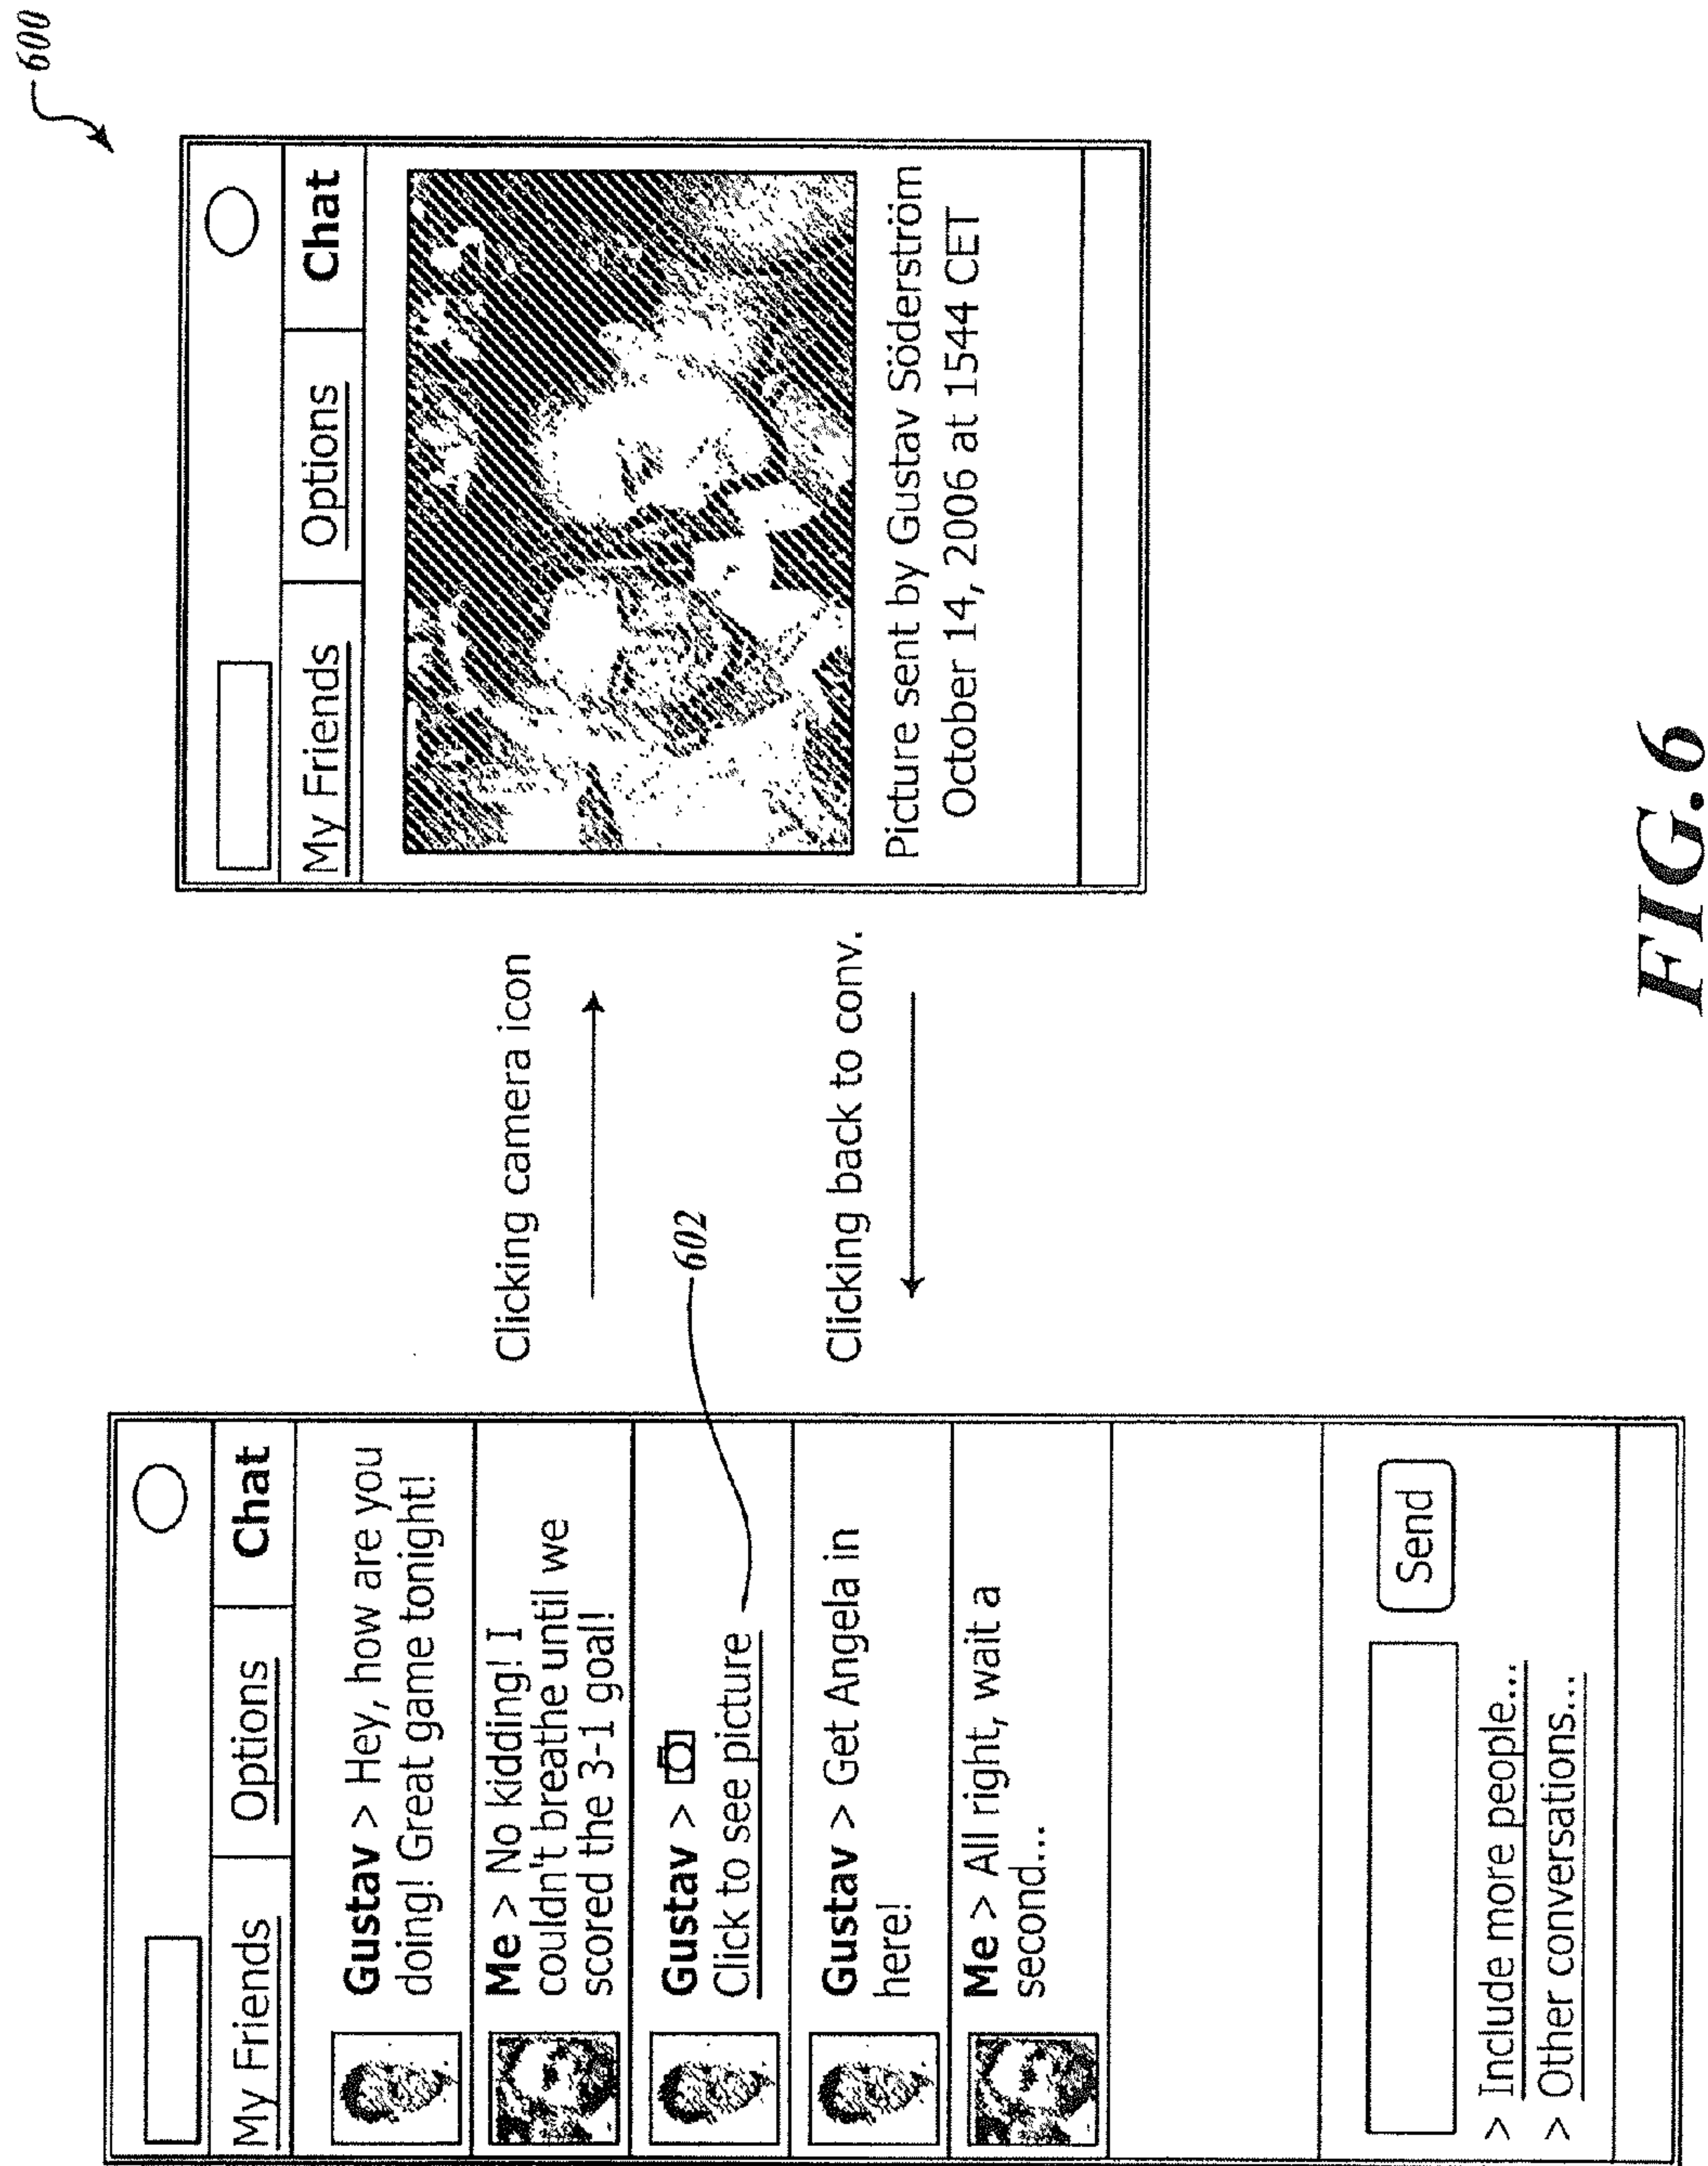 600
My Friends
Options
Chat
Gustav > Hey, how are you
doing! Great game tonight!
Me > No kidding! I
couldn't breathe until we
scored the 3-1 goal!
Gustav >
Click to see picture
Gustav > Get Angela in
here!
Me > All right, wait a
second...
Send
> Include more people...
> Other conversations...
Clicking camera icon
602
Clicking back to conv.
My Friends
Options
Chat
Picture sent by Gustav Söderström
October 14, 2006 at 1544 CET
FIG. 6